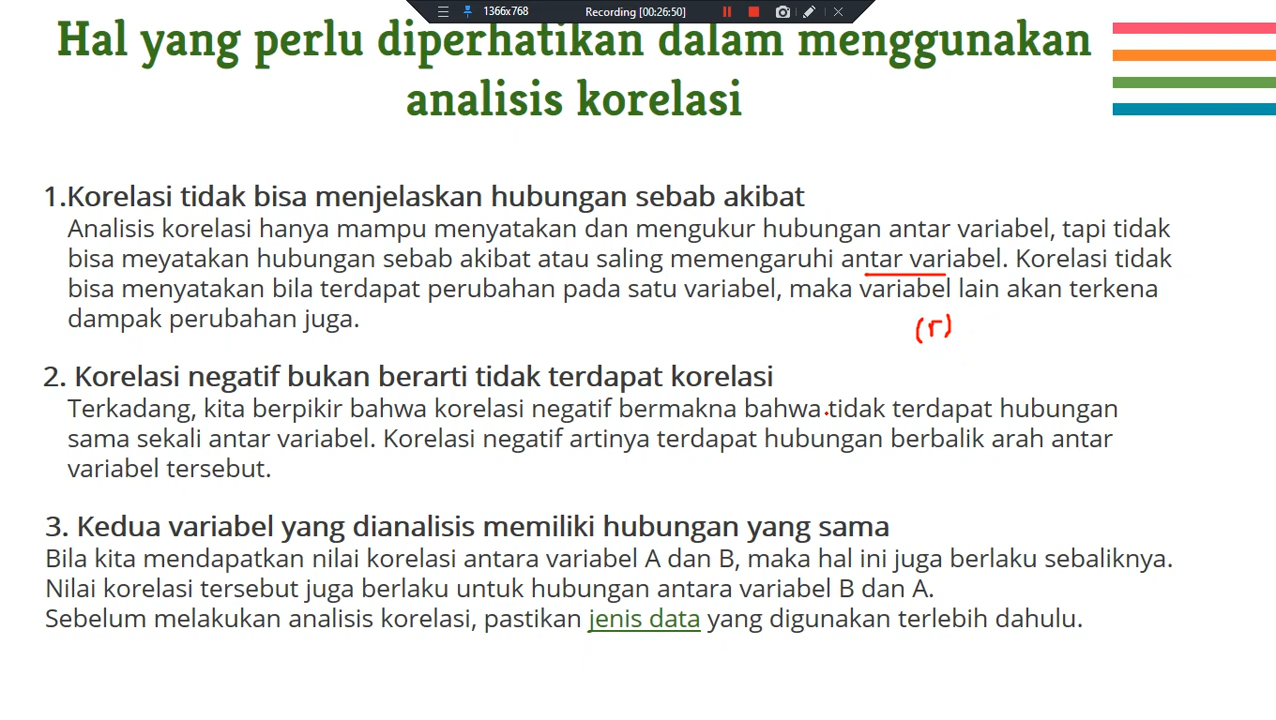 1366x768 Recording [00:26:50]
Hal yang perlu diperhatikan dalam menggunakan
analisis korelasi
1.Korelasi tidak bisa menjelaskan hubungan sebab akibat
Analisis korelasi hanya mampu menyatakan dan mengukur hubungan antar variabel, tapi tidak
bisa meyatakan hubungan sebab akibat atau saling memengaruhi antar variabel. Korelasi tidak
bisa menyatakan bila terdapat perubahan pada satu variabel, maka variabel lain akan terkena
dampak perubahan juga.
(r)
2. Korelasi negatif bukan berarti tidak terdapat korelasi
Terkadang, kita berpikir bahwa korelasi negatif bermakna bahwa tidak terdapat hubungan
sama sekali antar variabel. Korelasi negatif artinya terdapat hubungan berbalik arah antar
variabel tersebut.
3. Kedua variabel yang dianalisis memiliki hubungan yang sama
Bila kita mendapatkan nilai korelasi antara variabel A dan B, maka hal ini juga berlaku sebaliknya.
Nilai korelasi tersebut juga berlaku untuk hubungan antara variabel B dan A.
Sebelum melakukan analisis korelasi, pastikan jenis data yang digunakan terlebih dahulu.